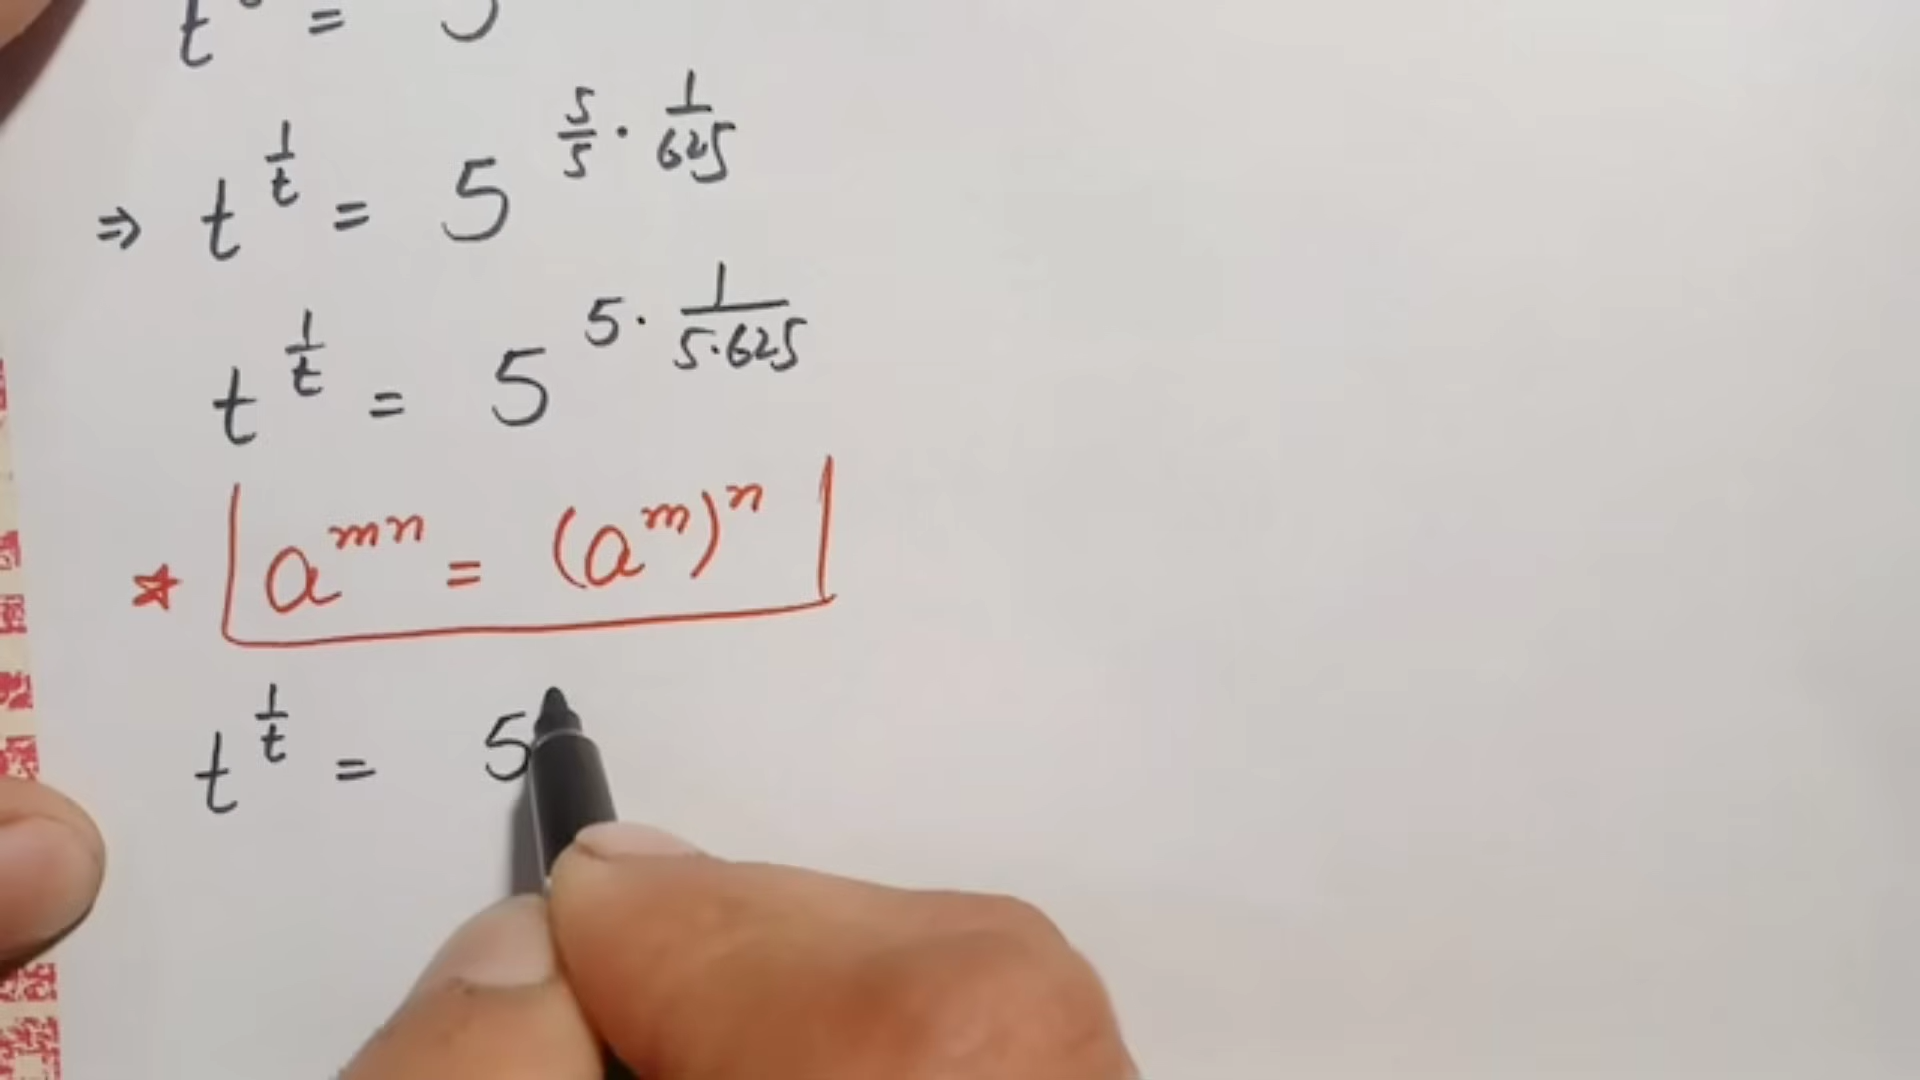 ⇒ t^(1/t) = 5^(5/5 · 1/625)
t^(1/t) = 5^(5 · 1/(5·625))
☆ a^(mn) = (a^m)^n
t^(1/t) = 5